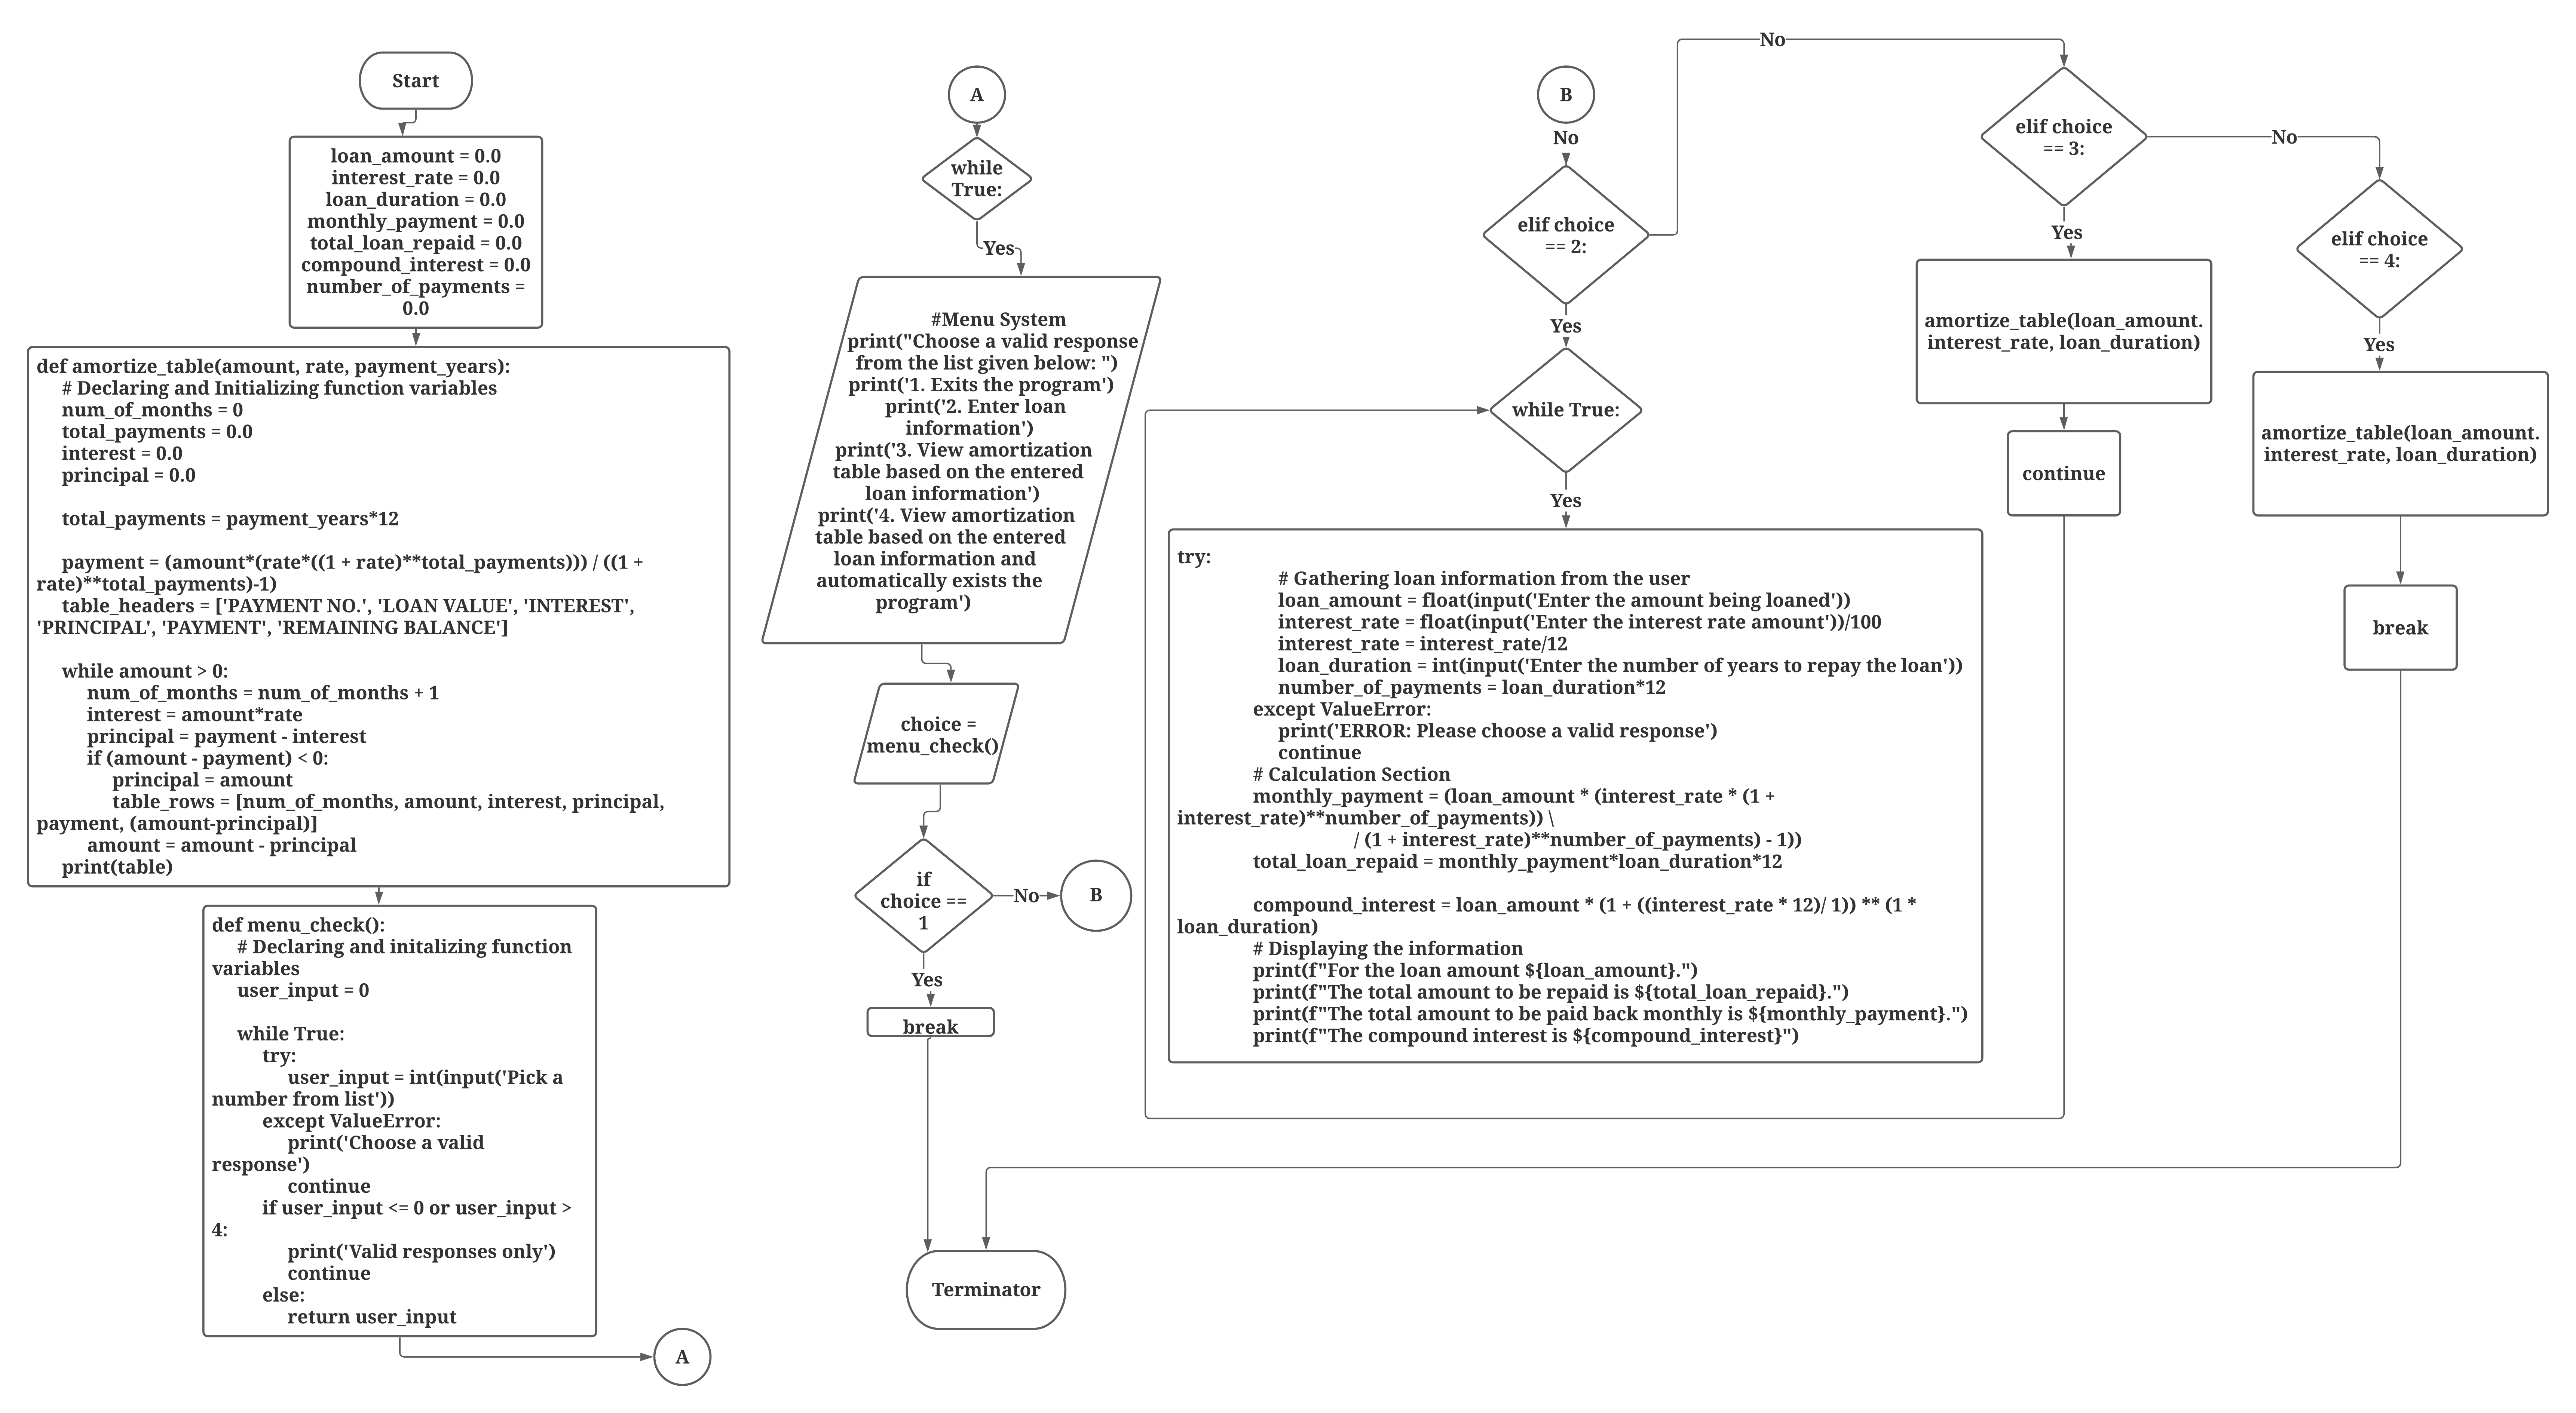 Start
loan_amount = 0.0
interest_rate = 0.0
loan_duration = 0.0
monthly_payment = 0.0
total_loan_repaid = 0.0
compound_interest = 0.0
number_of_payments =
0.0
def amortize_table(amount, rate, payment_years):
# Declaring and Initializing function variables
num_of_months = 0
total_payments = 0.0
interest = 0.0
principal = 0.0
total_payments = payment_years*12
payment = (amount*(rate*((1 + rate)**total_payments))) / ((1 +
rate)**total_payments)-1)
table_headers = ['PAYMENT NO.', 'LOAN VALUE', 'INTEREST',
'PRINCIPAL', 'PAYMENT', 'REMAINING BALANCE']
while amount > 0:
num_of_months = num_of_months + 1
interest = amount*rate
principal = payment - interest
if (amount - payment) < 0:
principal = amount
table_rows = [num_of_months, amount, interest, principal,
payment, (amount-principal)]
amount = amount - principal
print(table)
def menu_check():
# Declaring and initalizing function
variables
user_input = 0
while True:
try:
user_input = int(input('Pick a
number from list'))
except ValueError:
print('Choose a valid
response')
continue
if user_input <= 0 or user_input >
4:
print('Valid responses only')
continue
else:
return user_input
A
A
while
True:
Yes
#Menu System
print("Choose a valid response
from the list given below: ")
print('1. Exits the program')
print('2. Enter loan
information')
print('3. View amortization
table based on the entered
loan information')
print('4. View amortization
table based on the entered
loan information and
automatically exists the
program')
choice =
menu_check()
if
choice ==
1
No
B
Yes
break
Terminator
B
No
elif choice
== 2:
Yes
while True:
Yes
try:
# Gathering loan information from the user
loan_amount = float(input('Enter the amount being loaned'))
interest_rate = float(input('Enter the interest rate amount'))/100
interest_rate = interest_rate/12
loan_duration = int(input('Enter the number of years to repay the loan'))
number_of_payments = loan_duration*12
except ValueError:
print('ERROR: Please choose a valid response')
continue
# Calculation Section
monthly_payment = (loan_amount * (interest_rate * (1 +
interest_rate)**number_of_payments)) \
/ (1 + interest_rate)**number_of_payments) - 1))
total_loan_repaid = monthly_payment*loan_duration*12
compound_interest = loan_amount * (1 + ((interest_rate * 12)/ 1)) ** (1 *
loan_duration)
# Displaying the information
print(f"For the loan amount ${loan_amount}.")
print(f"The total amount to be repaid is ${total_loan_repaid}.")
print(f"The total amount to be paid back monthly is ${monthly_payment}.")
print(f"The compound interest is ${compound_interest}")
No
elif choice
== 3:
Yes
amortize_table(loan_amount.
interest_rate, loan_duration)
continue
No
elif choice
== 4:
Yes
amortize_table(loan_amount.
interest_rate, loan_duration)
break